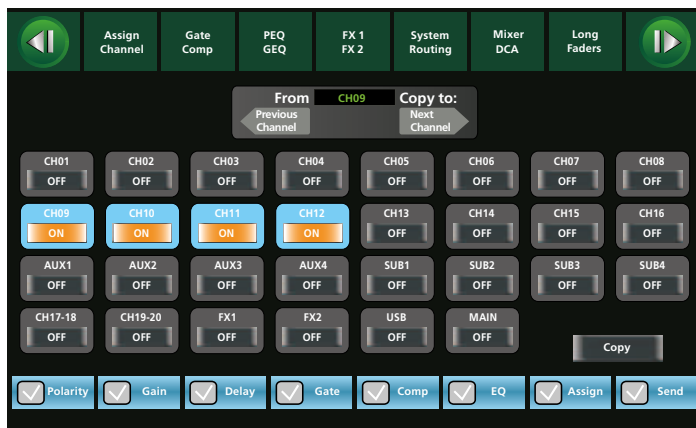 Assign Channel
Gate Comp
PEQ GEQ
FX 1 FX 2
System Routing
Mixer DCA
Long Faders
From CH09 Copy to:
Previous Channel
Next Channel
CH01 CH02 CH03 CH04 CH05 CH06 CH07 CH08
OFF OFF OFF OFF OFF OFF OFF OFF
CH09 CH10 CH11 CH12 CH13 CH14 CH15 CH16
ON ON ON ON OFF OFF OFF OFF
AUX1 AUX2 AUX3 AUX4 SUB1 SUB2 SUB3 SUB4
OFF OFF OFF OFF OFF OFF OFF OFF
CH17-18 CH19-20 FX1 FX2 USB MAIN
OFF OFF OFF OFF OFF OFF
Copy
Polarity Gain Delay Gate Comp EQ Assign Send